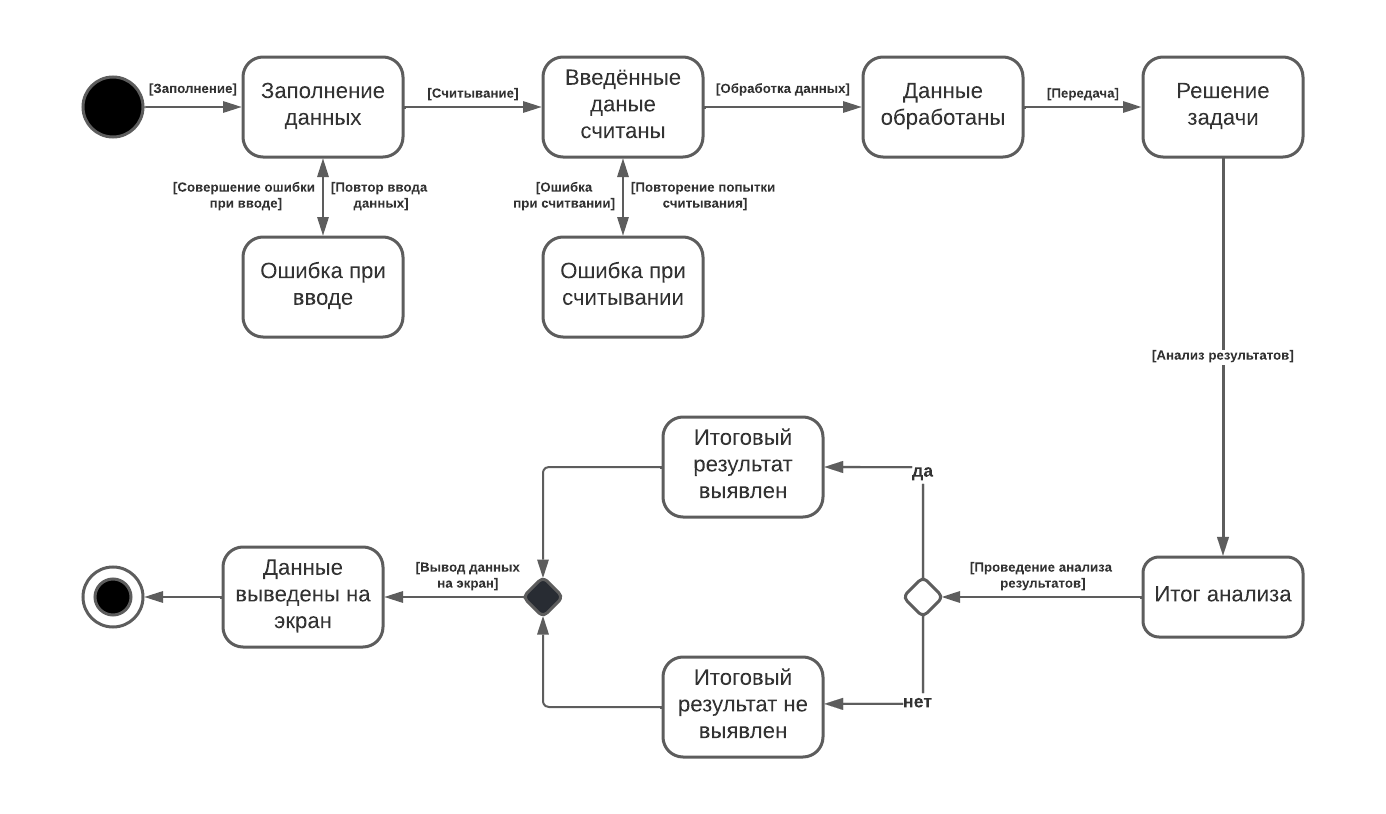 [Заполнение]
Заполнение
данных
[Считывание]
Введённые
даные
считаны
[Обработка данных]
Данные
обработаны
[Передача]
Решение
задачи
[Совершение ошибки
при вводе]
[Повтор ввода
данных]
[Ошибка
при считвании]
[Повторение попытки
считывания]
Ошибка при
вводе
Ошибка при
считывании
[Анализ результатов]
Итоговый
результат
выявлен
да
Данные
выведены на
экран
[Вывод данных
на экран]
[Проведение анализа
результатов]
Итог анализа
Итоговый
результат не
выявлен
нет